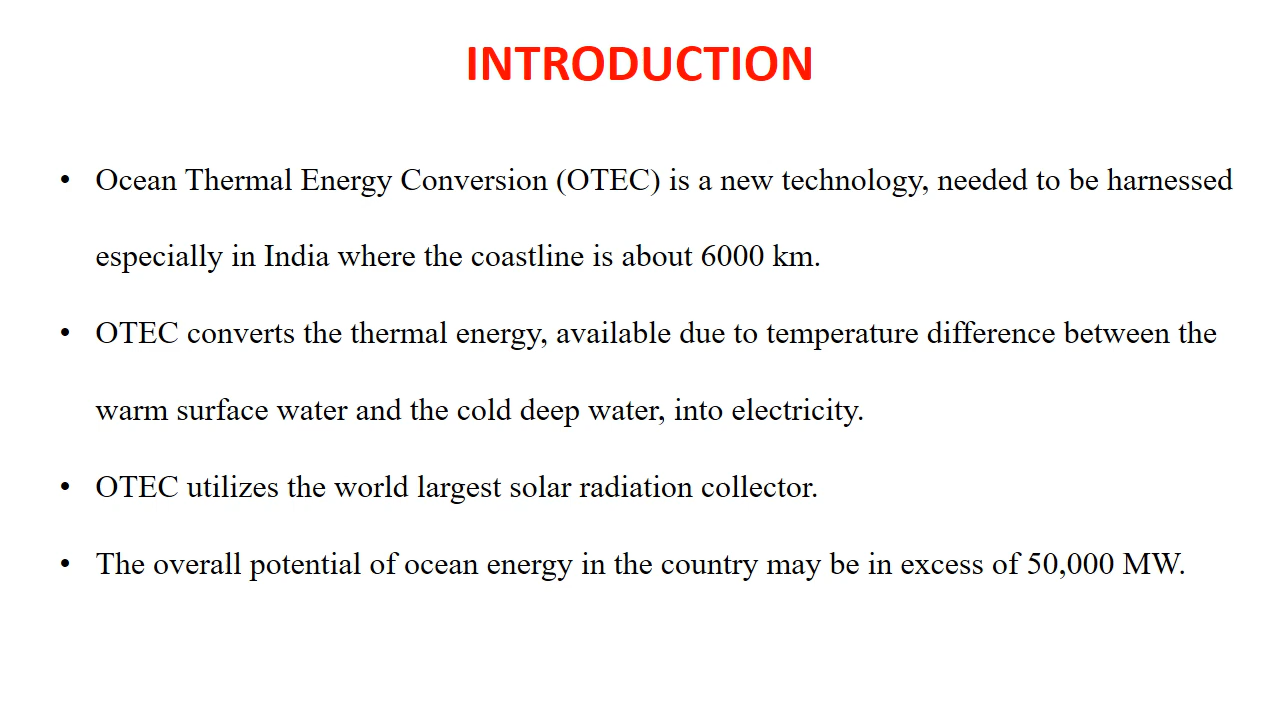 INTRODUCTION
• Ocean Thermal Energy Conversion (OTEC) is a new technology, needed to be harnessed
especially in India where the coastline is about 6000 km.
• OTEC converts the thermal energy, available due to temperature difference between the
warm surface water and the cold deep water, into electricity.
• OTEC utilizes the world largest solar radiation collector.
• The overall potential of ocean energy in the country may be in excess of 50,000 MW.